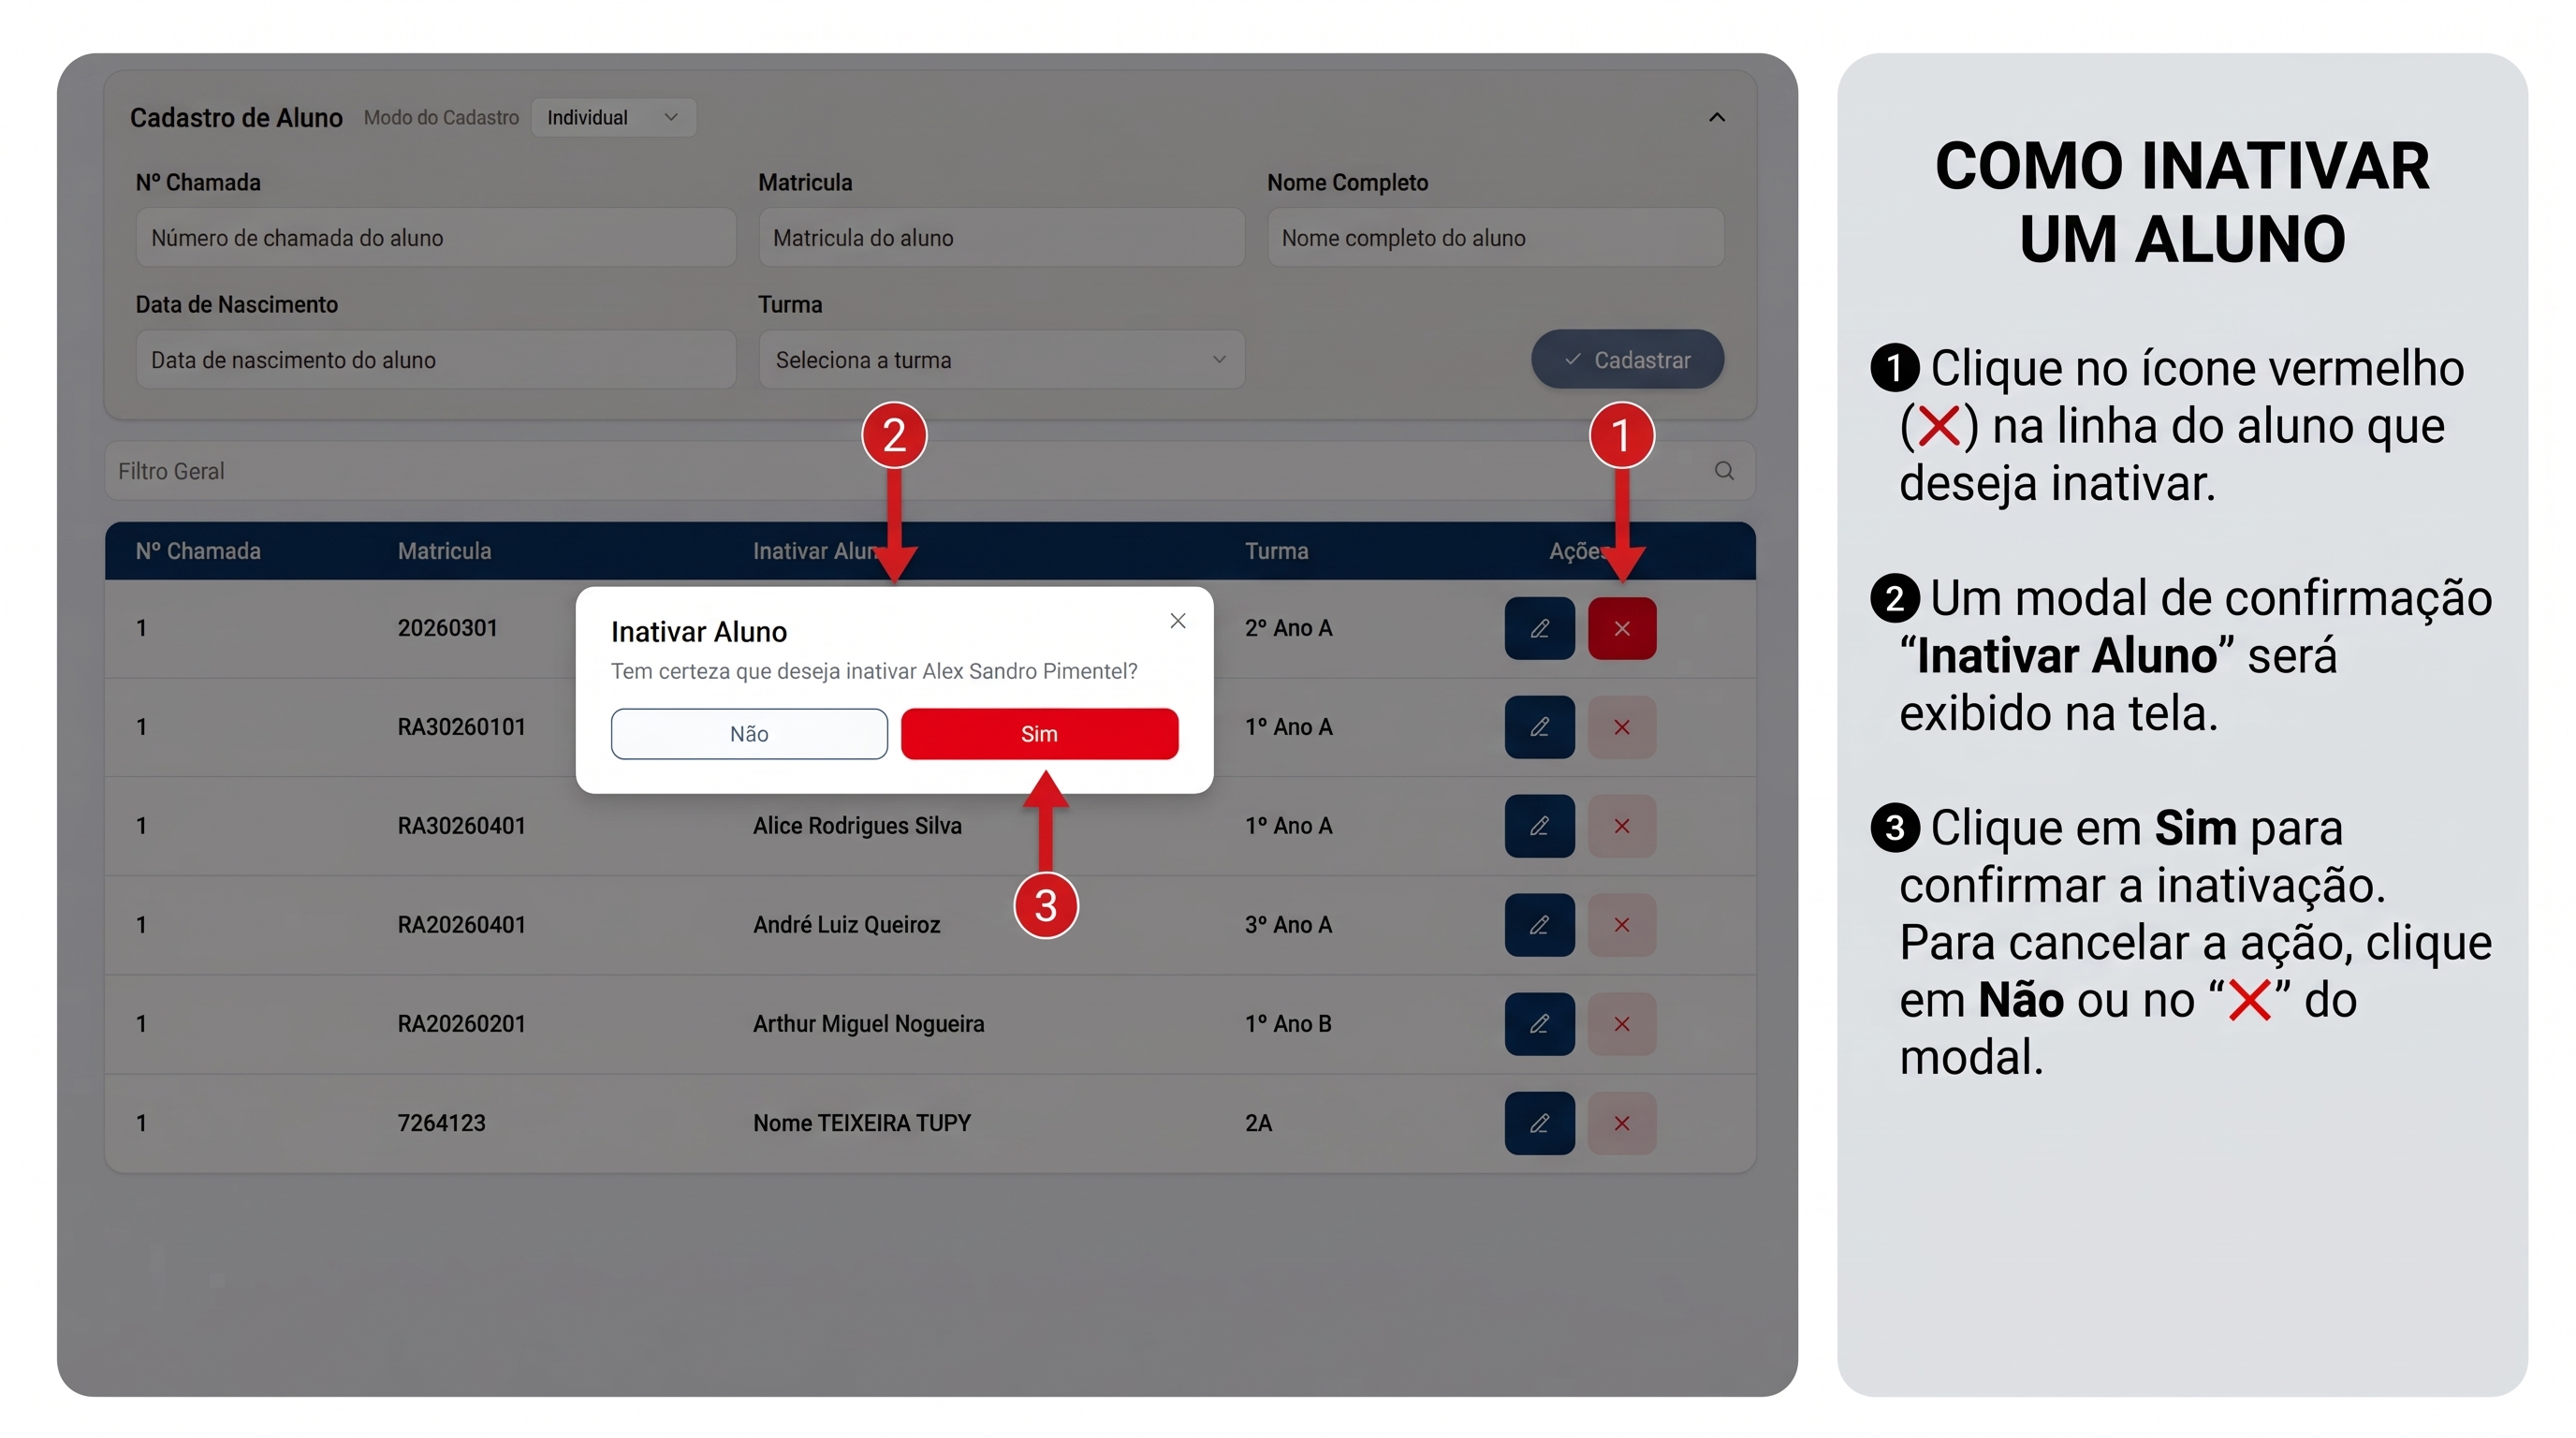 Cadastro de Aluno Modo do Cadastro Individual
Nº Chamada Matricula Nome Completo
Número de chamada do aluno Matricula do aluno Nome completo do aluno
Data de Nascimento Turma
Data de nascimento do aluno Seleciona a turma Cadastrar
2 1
Filtro Geral
Nº Chamada Matricula Inativar Alun Turma Ações
1 20260301 2º Ano A
Inativar Aluno
Tem certeza que deseja inativar Alex Sandro Pimentel?
Não Sim
1 RA30260101 1º Ano A
1 RA30260401 Alice Rodrigues Silva 1º Ano A
3
1 RA20260401 André Luiz Queiroz 3º Ano A
1 RA20260201 Arthur Miguel Nogueira 1º Ano B
1 7264123 Nome TEIXEIRA TUPY 2A
COMO INATIVAR
UM ALUNO
1 Clique no ícone vermelho
(❌) na linha do aluno que
deseja inativar.
2 Um modal de confirmação
“Inativar Aluno” será
exibido na tela.
3 Clique em Sim para
confirmar a inativação.
Para cancelar a ação, clique
em Não ou no “❌” do
modal.